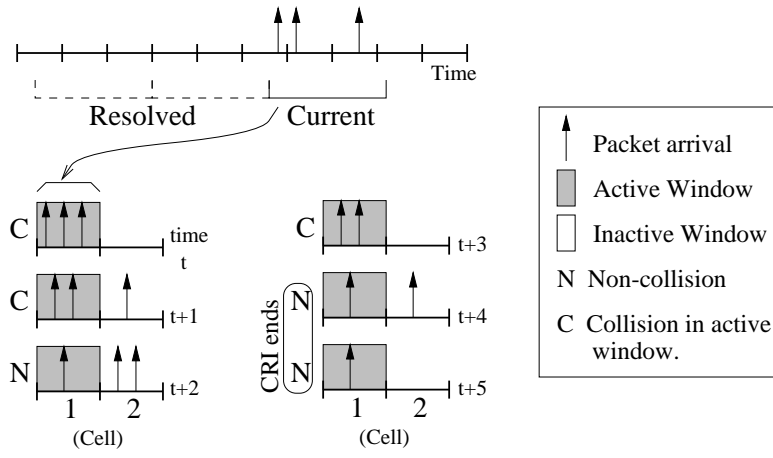 Time
Resolved
Current
C
time
t
C
t+1
N
t+2
1
2
(Cell)
C
t+3
N
t+4
N
t+5
CRI ends
1
2
(Cell)
Packet arrival
Active Window
Inactive Window
N Non-collision
C Collision in active
window.